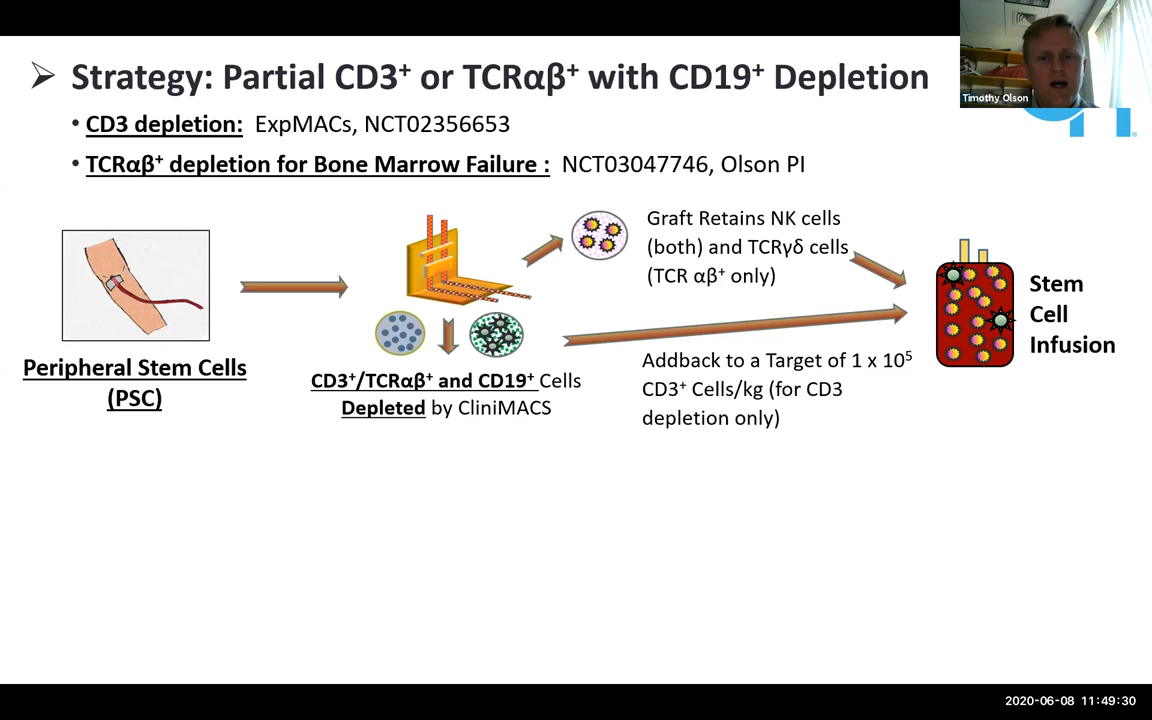 Strategy: Partial CD3⁺ or TCRαβ⁺ with CD19⁺ Depletion
Timothy Olson
• CD3 depletion: ExpMACs, NCT02356653
• TCRαβ⁺ depletion for Bone Marrow Failure : NCT03047746, Olson PI
Graft Retains NK cells
(both) and TCRγδ cells
(TCR αβ⁺ only)
Stem
Cell
Infusion
Peripheral Stem Cells
(PSC)
CD3⁺/TCRαβ⁺ and CD19⁺ Cells
Depleted by CliniMACS
Addback to a Target of 1 x 10⁵
CD3⁺ Cells/kg (for CD3
depletion only)
2020-06-08 11:49:30